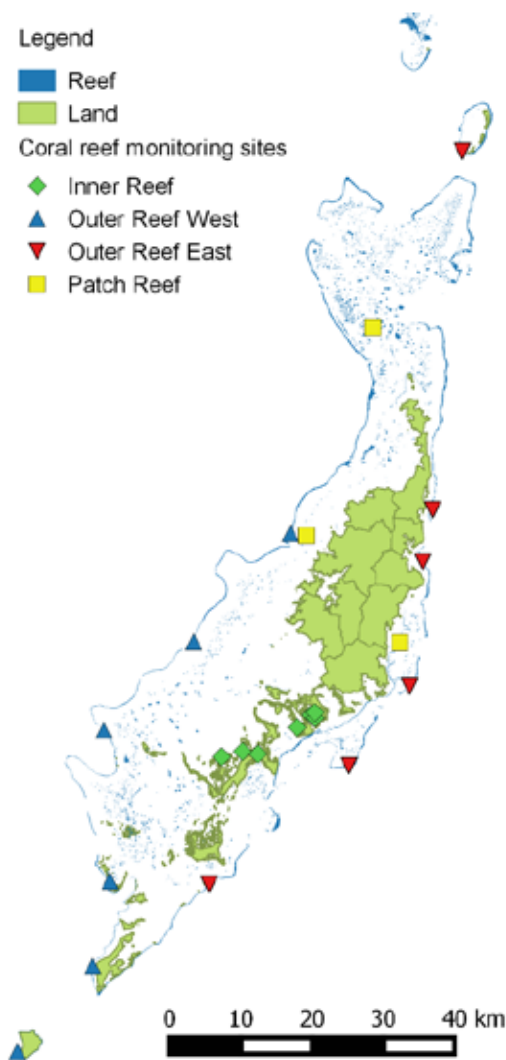 Legend
Reef
Land
Coral reef monitoring sites
Inner Reef
Outer Reef West
Outer Reef East
Patch Reef
0 10 20 30 40 km